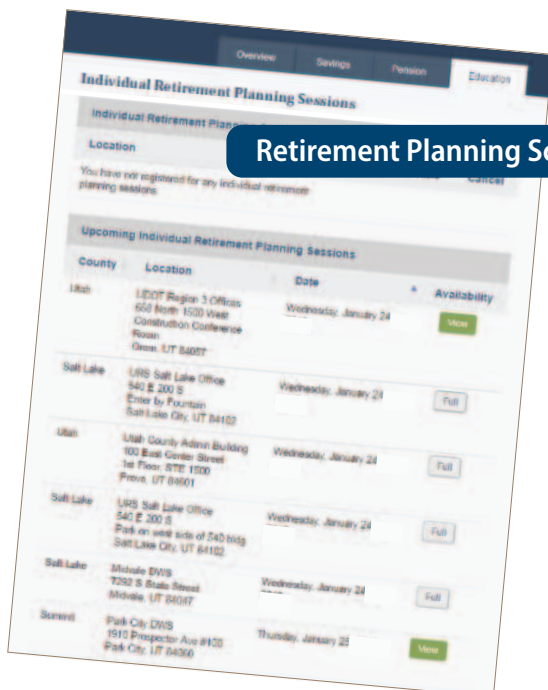 Overview Savings Pension Education
Individual Retirement Planning Sessions
Individual Retirement Plan
Retirement Planning Se
Location Cancel
You have not registered for any individual retirement
planning sessions.
Upcoming Individual Retirement Planning Sessions
County Location Date Availability
Utah UDOT Region 3 Offices Wednesday, January 24 View
658 North 1500 West
Construction Conference
Room
Orem, UT 84057
Salt Lake URS Salt Lake Office Wednesday, January 24 Full
540 E 200 S
Enter by Fountain
Salt Lake City, UT 84102
Utah Utah County Admin Building Wednesday, January 24 Full
100 East Center Street
1st Floor, STE 1500
Provo, UT 84601
Salt Lake URS Salt Lake Office Wednesday, January 24 Full
540 E 200 S
Park on west side of 540 bldg
Salt Lake City, UT 84102
Salt Lake Midvale DWS Wednesday, January 24 Full
7292 S State Street
Midvale, UT 84047
Summit Park City DWS Thursday, January 25 View
1910 Prospector Ave #100
Park City, UT 84060